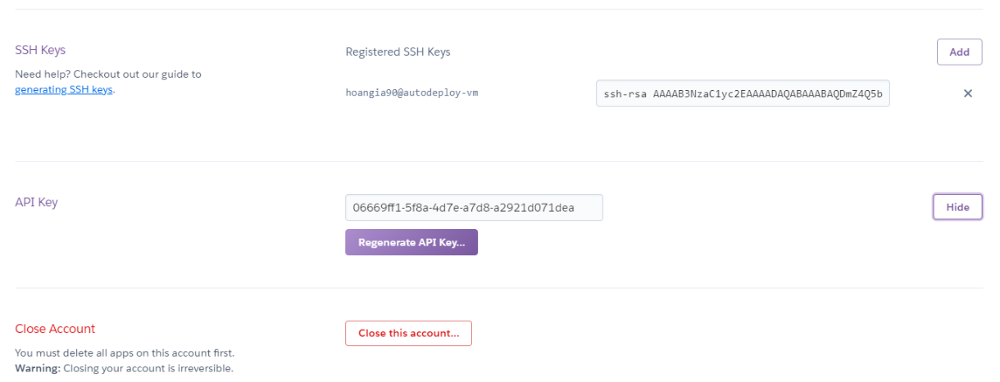 SSH Keys
Need help? Checkout out our guide to
generating SSH keys.
Registered SSH Keys
Add
hoangia90@autodeploy-vm
ssh-rsa AAAAB3NzaC1yc2EAAAADAQABAAABAQDmZ4Q5b
✕
API Key
06669ff1-5f8a-4d7e-a7d8-a2921d071dea
Hide
Regenerate API Key...
Close Account
You must delete all apps on this account first.
Warning: Closing your account is irreversible.
Close this account...